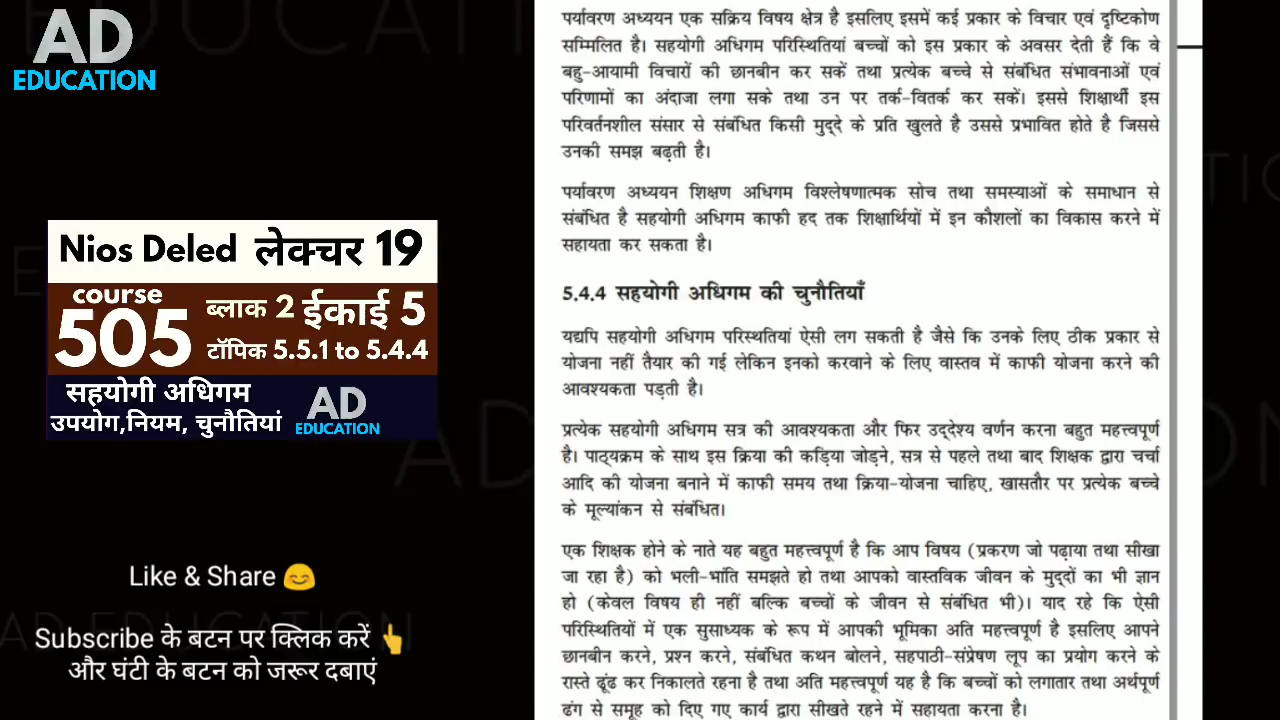 AD
EDUCATION
Nios Deled लेक्चर 19
course
505
ब्लाक 2 ईकाई 5
टॉपिक 5.5.1 to 5.4.4
सहयोगी अधिगम
उपयोग,नियम, चुनौतियां
AD
EDUCATION
Like & Share 😊
Subscribe के बटन पर क्लिक करें 👆
और घंटी के बटन को जरूर दबाएं
पर्यावरण अध्ययन एक सक्रिय विषय क्षेत्र है इसलिए इसमें कई प्रकार के विचार एवं दृष्टिकोण
सम्मिलित है। सहयोगी अधिगम परिस्थितियां बच्चों को इस प्रकार के अवसर देती हैं कि वे
बहु-आयामी विचारों की छानबीन कर सकें तथा प्रत्येक बच्चे से संबंधित संभावनाओं एवं
परिणामों का अंदाजा लगा सके तथा उन पर तर्क-वितर्क कर सकें। इससे शिक्षार्थी इस
परिवर्तनशील संसार से संबंधित किसी मुद्दे के प्रति खुलते है उससे प्रभावित होते है जिससे
उनकी समझ बढ़ती है।
पर्यावरण अध्ययन शिक्षण अधिगम विश्लेषणात्मक सोच तथा समस्याओं के समाधान से
संबंधित है सहयोगी अधिगम काफी हद तक शिक्षार्थियों में इन कौशलों का विकास करने में
सहायता कर सकता है।
5.4.4 सहयोगी अधिगम की चुनौतियाँ
यद्यपि सहयोगी अधिगम परिस्थितियां ऐसी लग सकती है जैसे कि उनके लिए ठीक प्रकार से
योजना नहीं तैयार की गई लेकिन इनको करवाने के लिए वास्तव में काफी योजना करने की
आवश्यकता पड़ती है।
प्रत्येक सहयोगी अधिगम सत्र की आवश्यकता और फिर उद्देश्य वर्णन करना बहुत महत्त्वपूर्ण
है। पाठ्यक्रम के साथ इस क्रिया की कड़िया जोड़ने, सत्र से पहले तथा बाद शिक्षक द्वारा चर्चा
आदि की योजना बनाने में काफी समय तथा क्रिया-योजना चाहिए, खासतौर पर प्रत्येक बच्चे
के मूल्यांकन से संबंधित।
एक शिक्षक होने के नाते यह बहुत महत्त्वपूर्ण है कि आप विषय (प्रकरण जो पढ़ाया तथा सीखा
जा रहा है) को भली-भांति समझते हो तथा आपको वास्तविक जीवन के मुद्दों का भी ज्ञान
हो (केवल विषय ही नहीं बल्कि बच्चों के जीवन से संबंधित भी)। याद रहे कि ऐसी
परिस्थितियों में एक सुसाध्यक के रूप में आपकी भूमिका अति महत्त्वपूर्ण है इसलिए आपने
छानबीन करने, प्रश्न करने, संबंधित कथन बोलने, सहपाठी-संप्रेषण लूप का प्रयोग करने के
रास्ते ढूंढ कर निकालते रहना है तथा अति महत्त्वपूर्ण यह है कि बच्चों को लगातार तथा अर्थपूर्ण
ढंग से समूह को दिए गए कार्य द्वारा सीखते रहने में सहायता करना है।